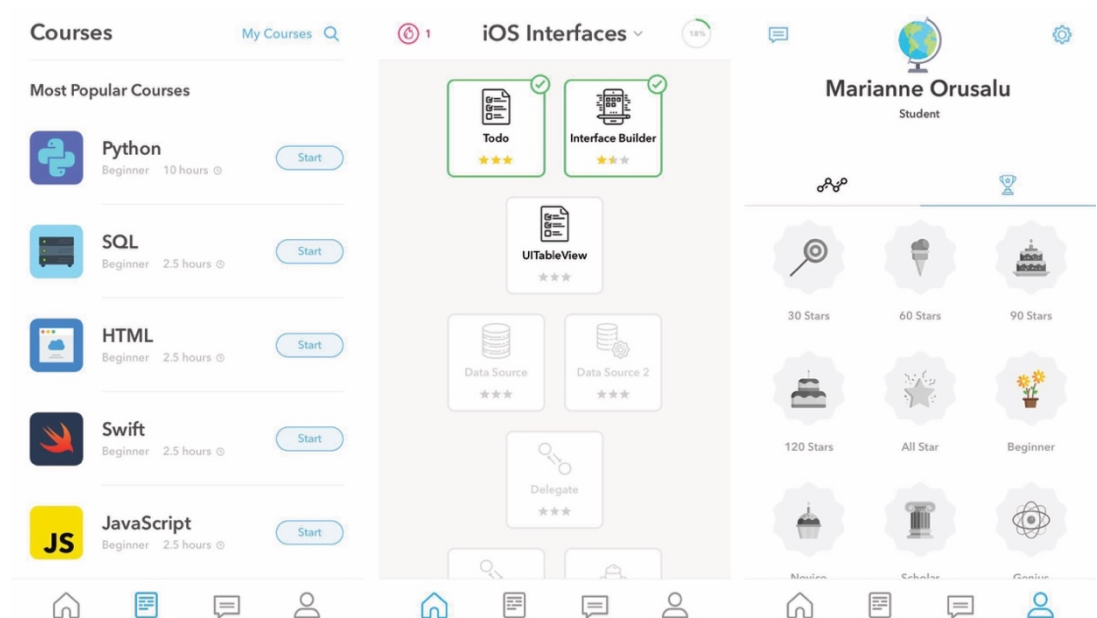 Courses
My Courses
Most Popular Courses
Python
Beginner 10 hours
Start
SQL
Beginner 2.5 hours
Start
HTML
Beginner 2.5 hours
Start
Swift
Beginner 2.5 hours
Start
JS
JavaScript
Beginner 2.5 hours
Start
1
iOS Interfaces
18%
Todo
Interface Builder
UITableView
Data Source
Data Source 2
Delegate
Marianne Orusalu
Student
30 Stars
60 Stars
90 Stars
120 Stars
All Star
Beginner
Novice
Scholar
Genius